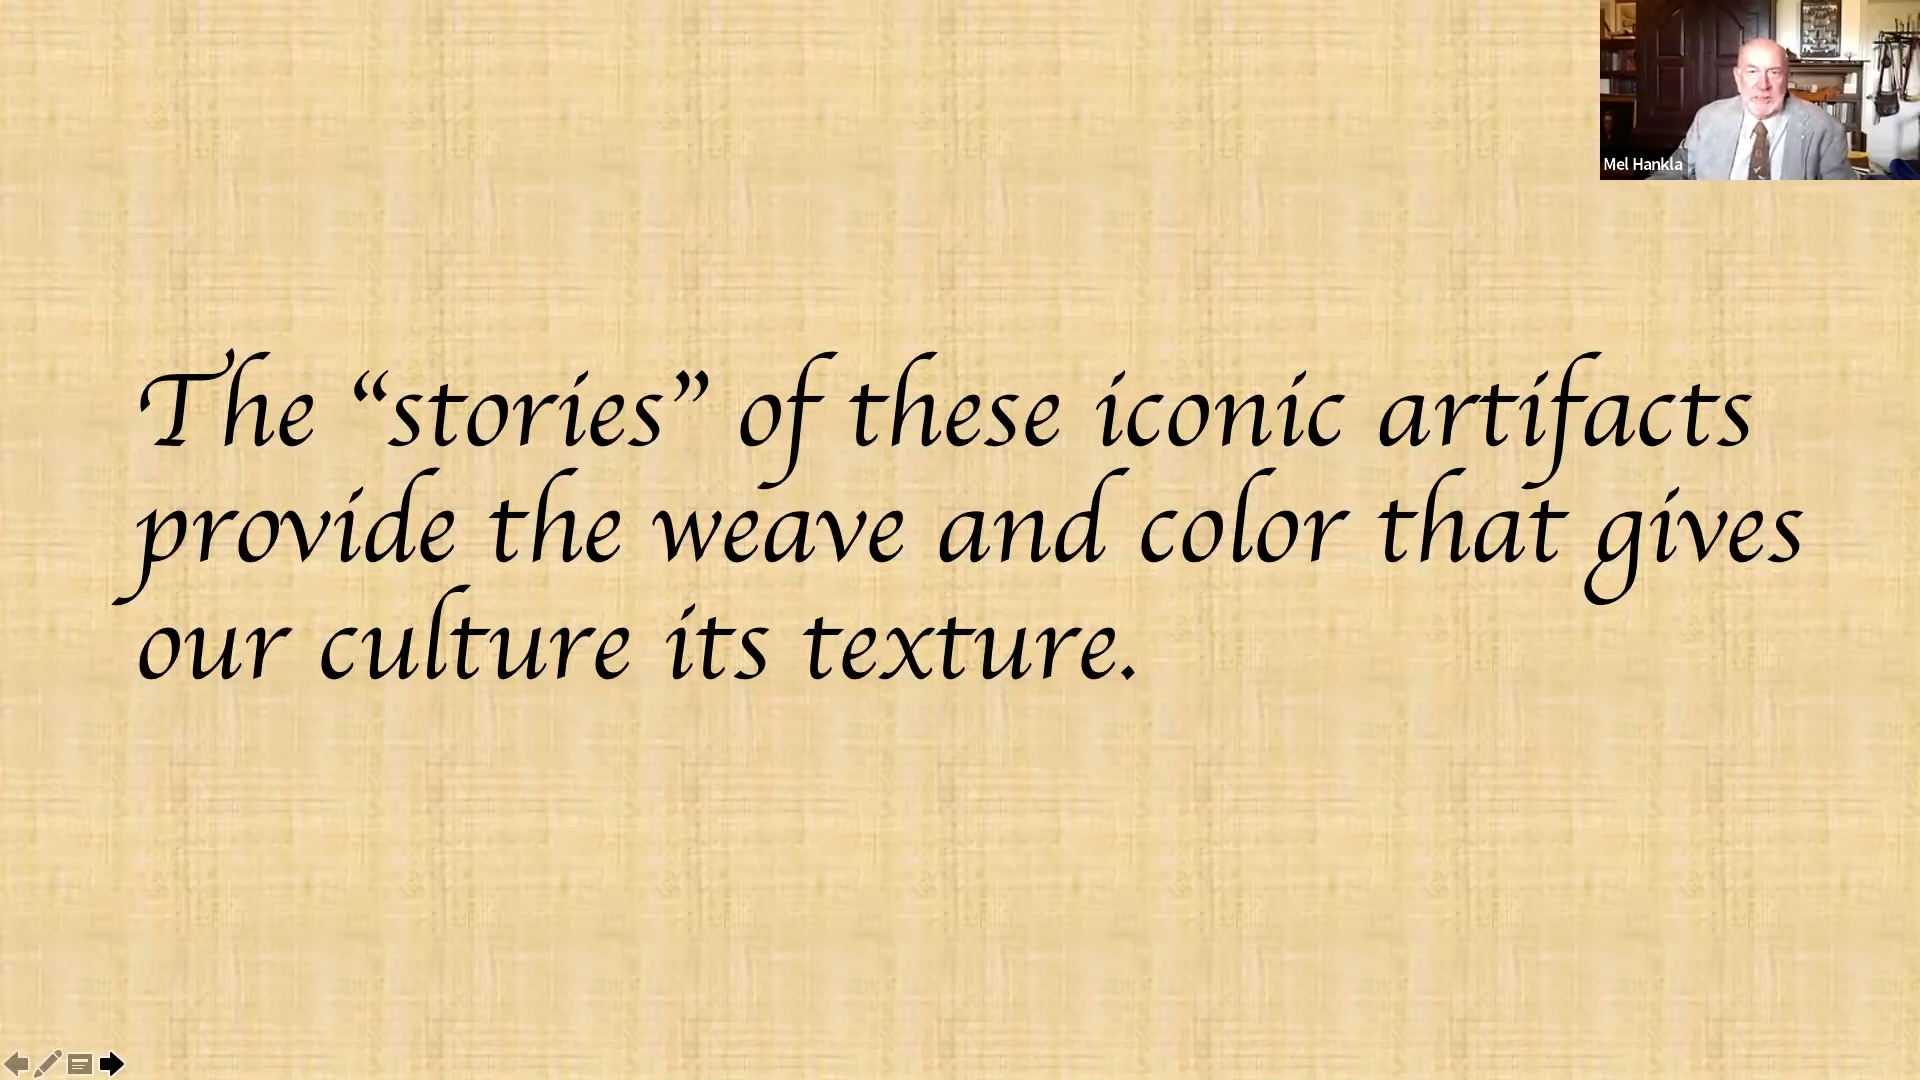 Mel Hankla
The “stories” of these iconic artifacts
provide the weave and color that gives
our culture its texture.